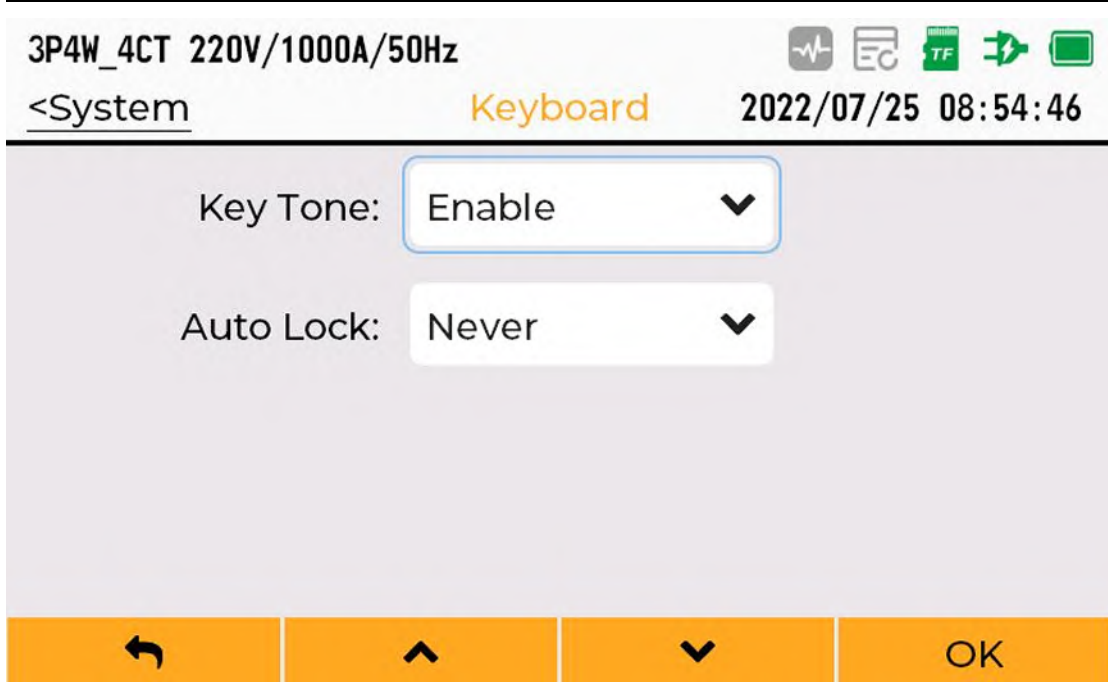 3P4W_4CT 220V/1000A/50Hz TF
<System Keyboard 2022/07/25 08:54:46
Key Tone: Enable
Auto Lock: Never
OK